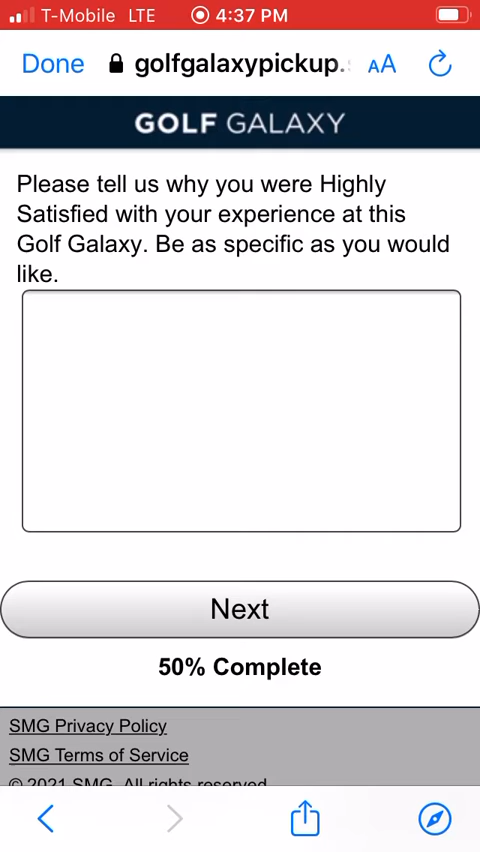 T-Mobile LTE 4:37 PM
Done golfgalaxypickup. AA
GOLF GALAXY
Please tell us why you were Highly
Satisfied with your experience at this
Golf Galaxy. Be as specific as you would
like.
Next
50% Complete
SMG Privacy Policy
SMG Terms of Service
© 2021 SMG. All rights reserved